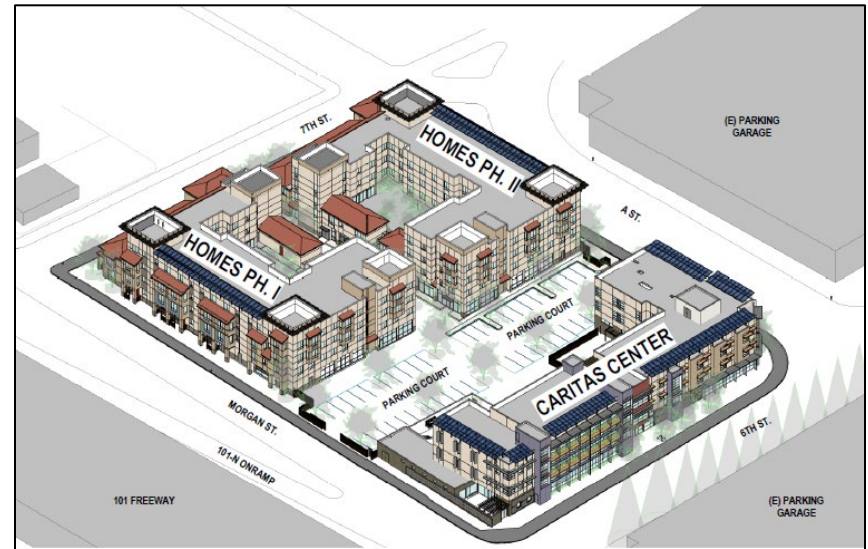 (E) PARKING
GARAGE
7TH ST.
HOMES PH. II
A ST.
HOMES PH. I
PARKING COURT
PARKING COURT
CARITAS CENTER
MORGAN ST.
6TH ST.
101-N ONRAMP
101 FREEWAY
(E) PARKING
GARAGE